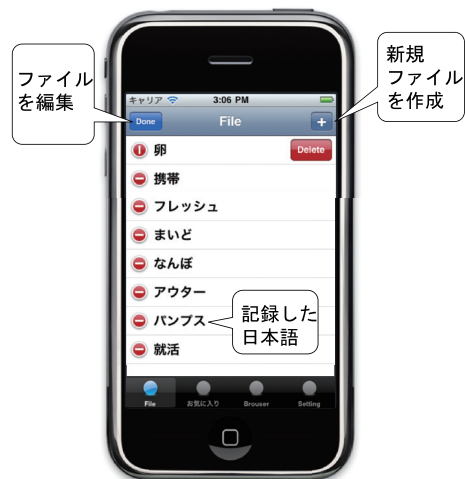 ファイル
を編集
新規
ファイル
を作成
キャリア 3:06 PM
Done File +
卵 Delete
携帯
フレッシュ
まいど
なんぼ
アウター
パンプス
就活
記録した
日本語
File お気に入り Brouser Setting